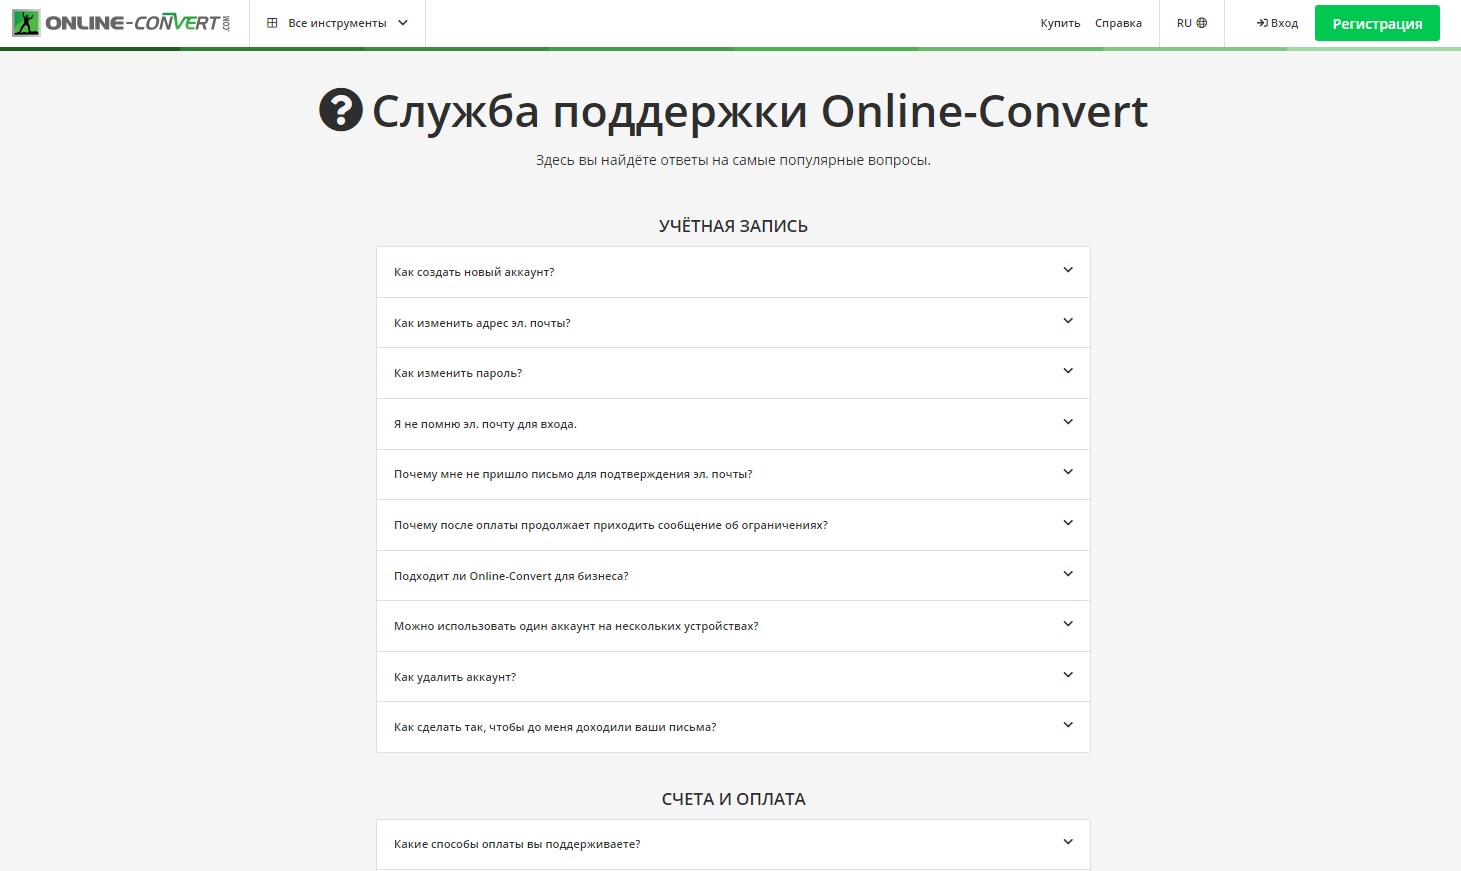 ONLINE-CONVERT.COM
Все инструменты
Купить
Справка
RU
Вход
Регистрация
Служба поддержки Online-Convert
Здесь вы найдёте ответы на самые популярные вопросы.
УЧЁТНАЯ ЗАПИСЬ
Как создать новый аккаунт?
Как изменить адрес эл. почты?
Как изменить пароль?
Я не помню эл. почту для входа.
Почему мне не пришло письмо для подтверждения эл. почты?
Почему после оплаты продолжает приходить сообщение об ограничениях?
Подходит ли Online-Convert для бизнеса?
Можно использовать один аккаунт на нескольких устройствах?
Как удалить аккаунт?
Как сделать так, чтобы до меня доходили ваши письма?
СЧЕТА И ОПЛАТА
Какие способы оплаты вы поддерживаете?